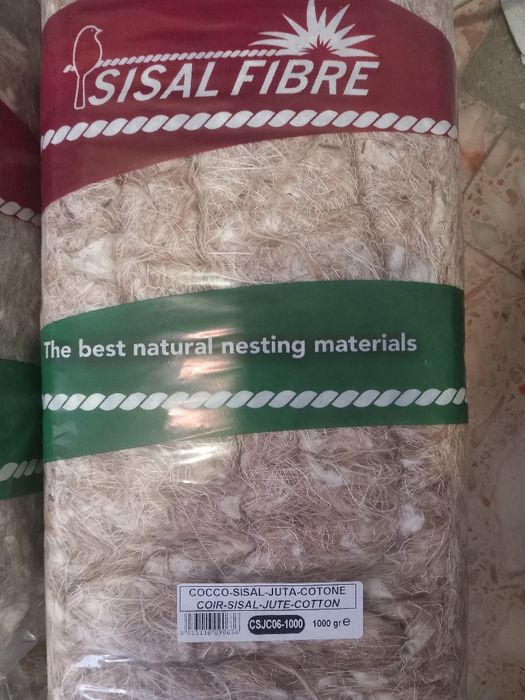 SISAL FIBRE
The best natural nesting materials
COCCO-SISAL-JUTA-COTONE
COIR-SISAL-JUTE-COTTON
CSJC06-1000 1000 gr ℮